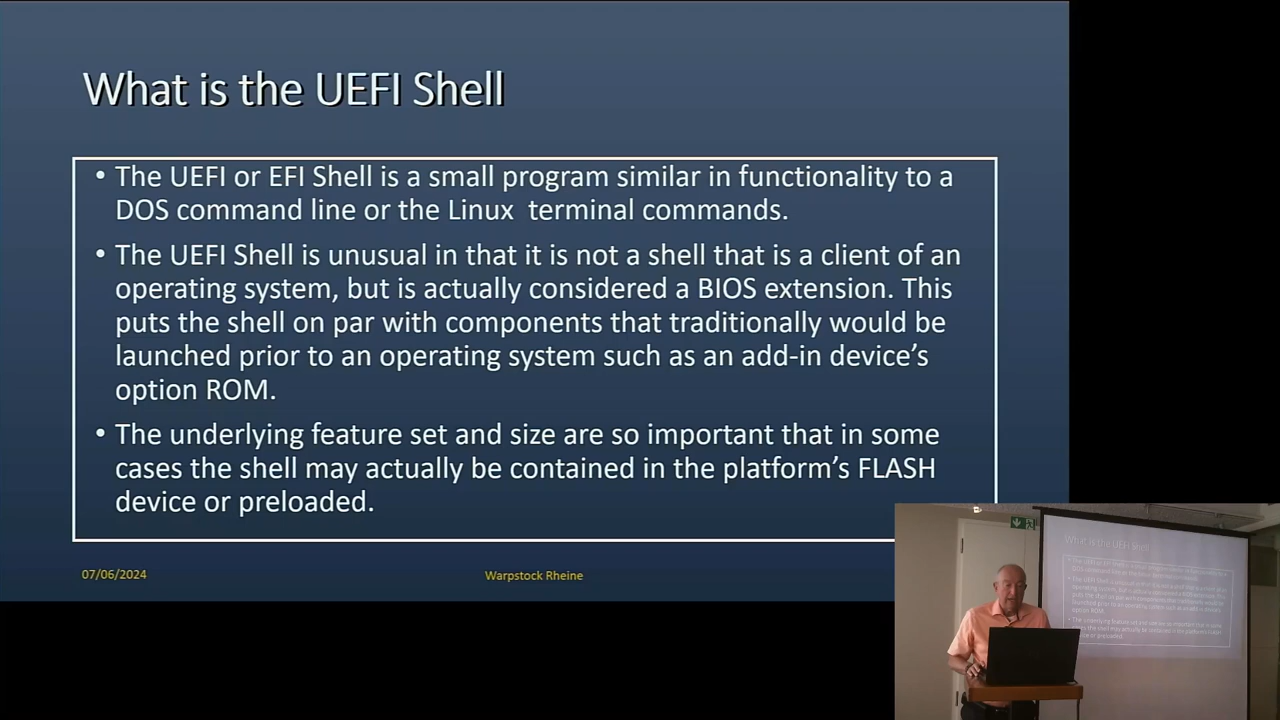 What is the UEFI Shell
• The UEFI or EFI Shell is a small program similar in functionality to a
DOS command line or the Linux  terminal commands.
• The UEFI Shell is unusual in that it is not a shell that is a client of an
operating system, but is actually considered a BIOS extension. This
puts the shell on par with components that traditionally would be
launched prior to an operating system such as an add-in device’s
option ROM.
• The underlying feature set and size are so important that in some
cases the shell may actually be contained in the platform’s FLASH
device or preloaded.
07/06/2024
Warpstock Rheine
What is the UEFI Shell